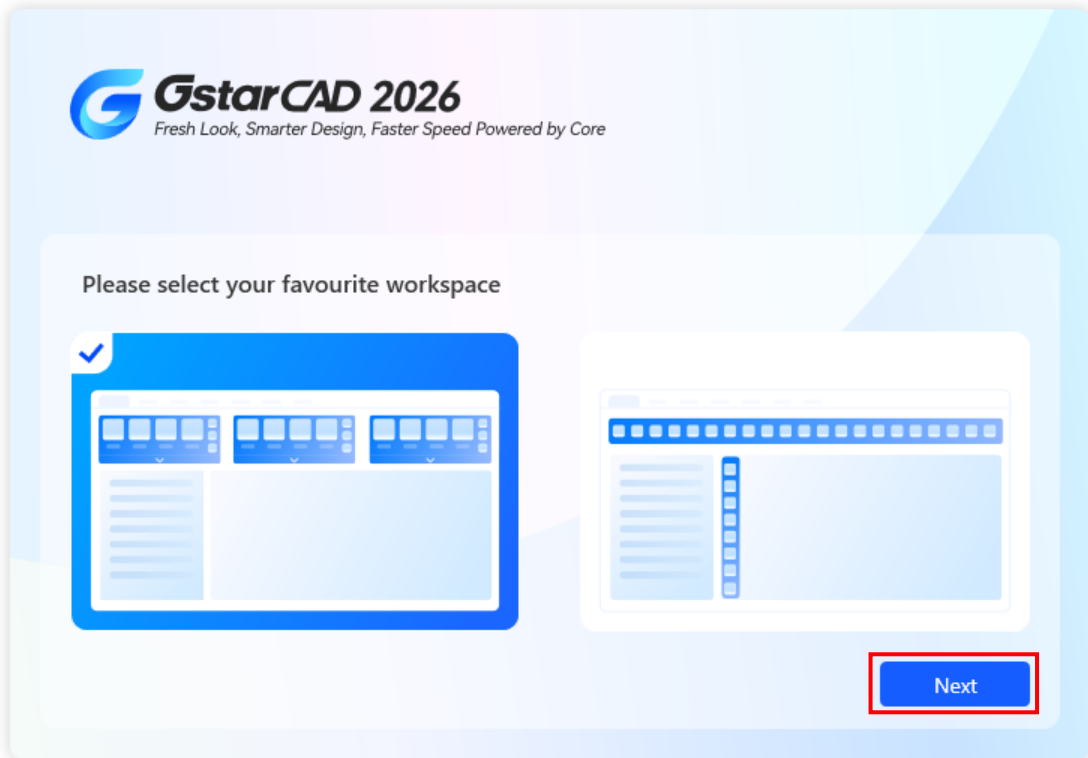 GstarCAD 2026
Fresh Look, Smarter Design, Faster Speed Powered by Core
Please select your favourite workspace
Next